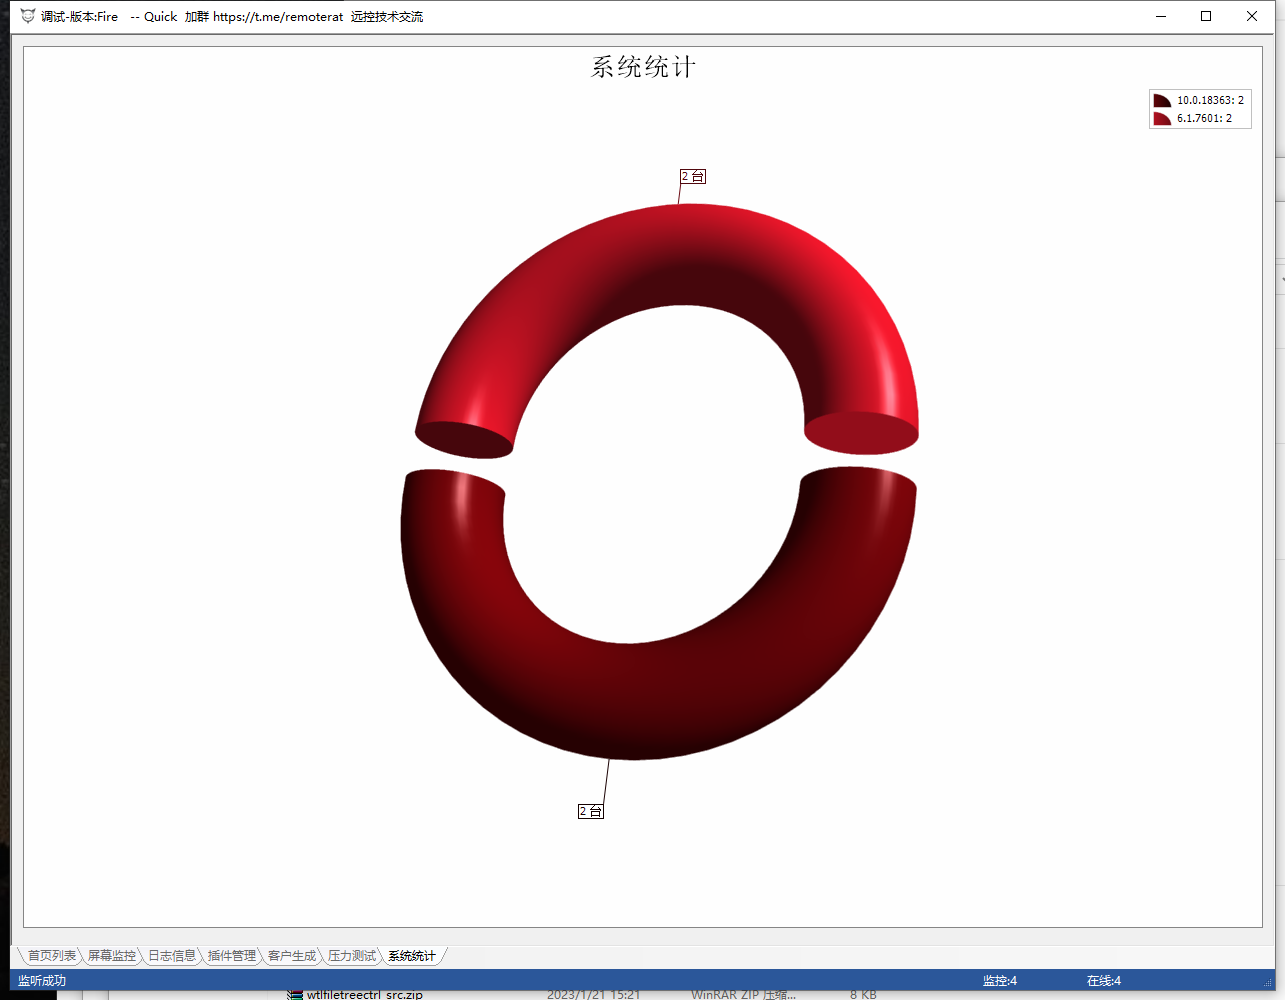 调试-版本:Fire -- Quick 加群 https://t.me/remoterat 远控技术交流
系统统计
10.0.18363: 2
6.1.7601: 2
2 台
2 台
首页列表 屏幕监控 日志信息 插件管理 客户生成 压力测试 系统统计
监听成功 监控:4 在线:4
wtlfiletreectrl_src.zip 2023/1/21 15:21 WinRAR ZIP 压缩... 8 KB